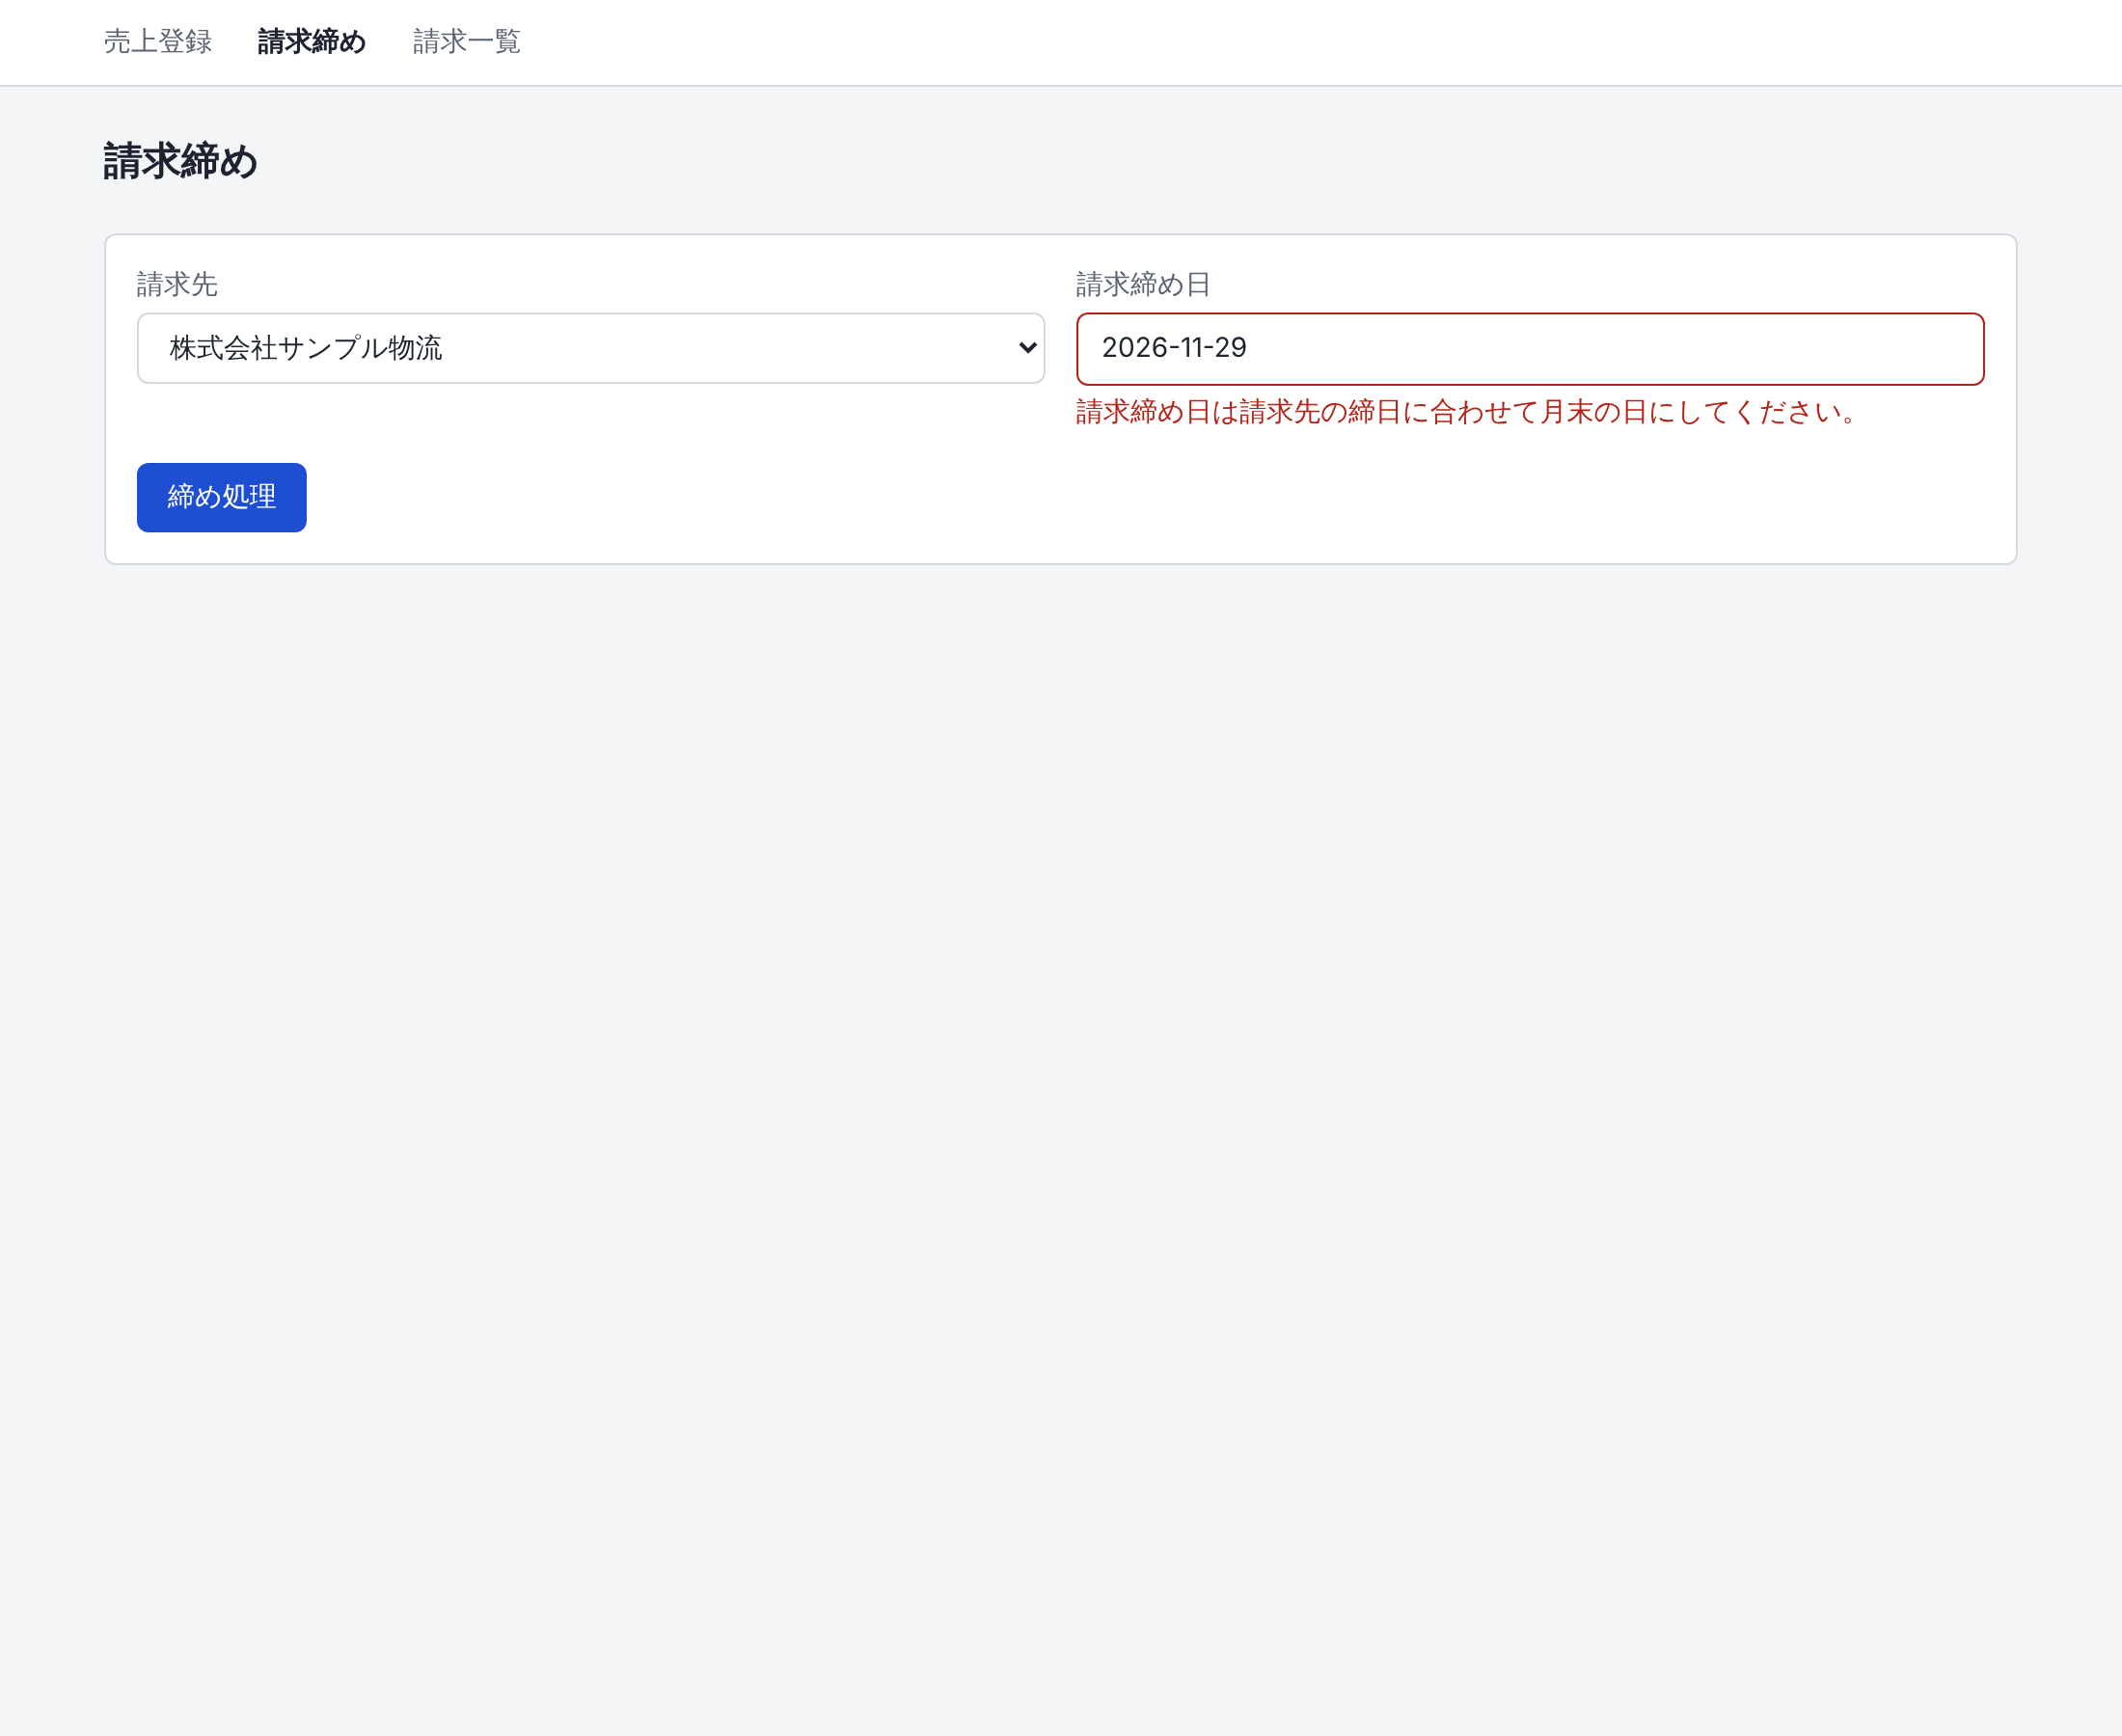 売上登録 請求締め 請求一覧
請求締め
請求先
株式会社サンプル物流
請求締め日
2026-11-29
請求締め日は請求先の締日に合わせて月末の日にしてください。
締め処理